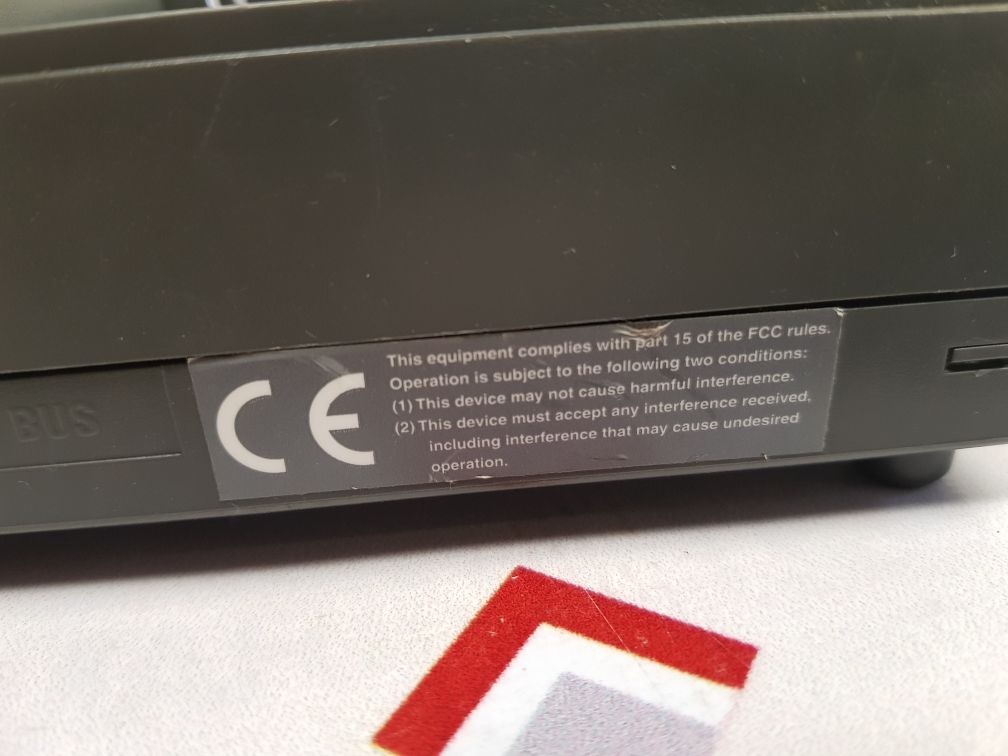 BUS
CE
This equipment complies with part 15 of the FCC rules.
Operation is subject to the following two conditions:
(1) This device may not cause harmful interference.
(2) This device must accept any interference received,
including interference that may cause undesired
operation.